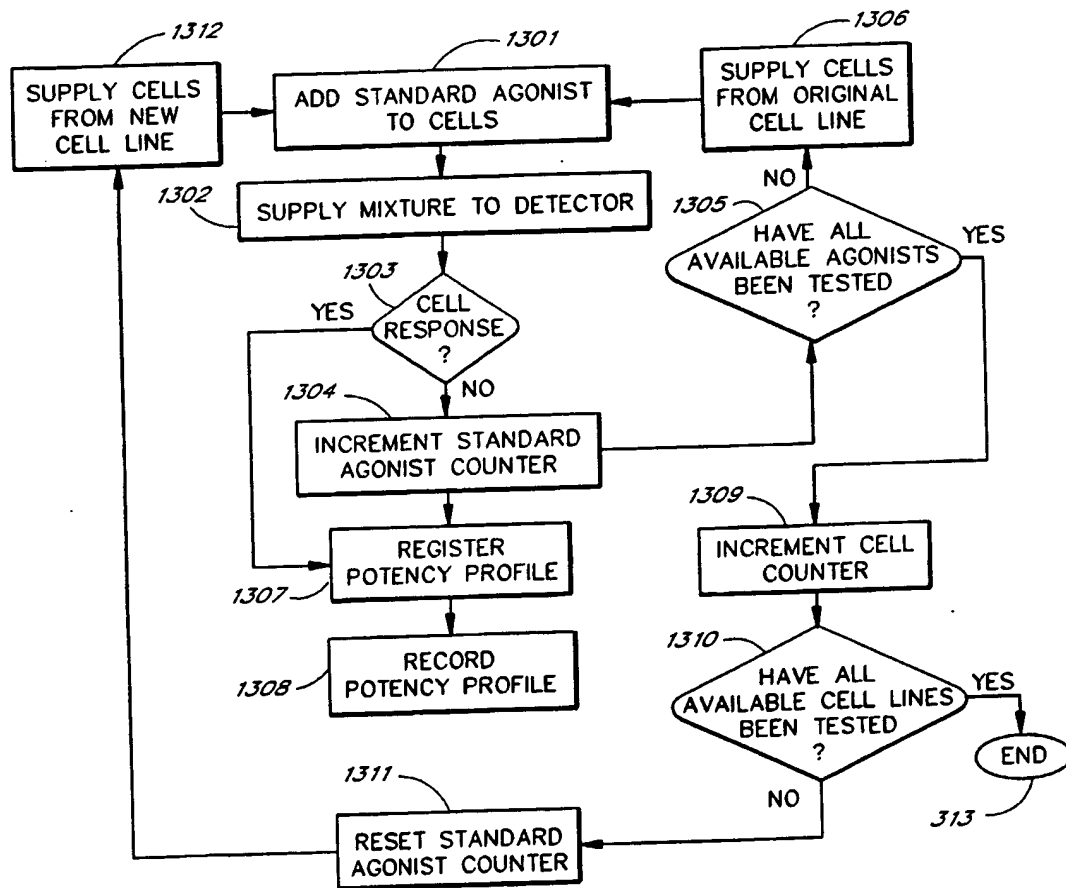 1312
SUPPLY CELLS
FROM NEW
CELL LINE
1301
ADD STANDARD AGONIST
TO CELLS
1306
SUPPLY CELLS
FROM ORIGINAL
CELL LINE
1302
SUPPLY MIXTURE TO DETECTOR
NO
1305
HAVE ALL
AVAILABLE AGONISTS
BEEN TESTED
?
YES
1303
CELL
RESPONSE
?
YES
NO
1304
INCREMENT STANDARD
AGONIST COUNTER
REGISTER
POTENCY PROFILE
1307
RECORD
POTENCY PROFILE
1308
1309
INCREMENT CELL
COUNTER
1310
HAVE ALL
AVAILABLE CELL LINES
BEEN TESTED
?
YES
END
313
NO
1311
RESET STANDARD
AGONIST COUNTER